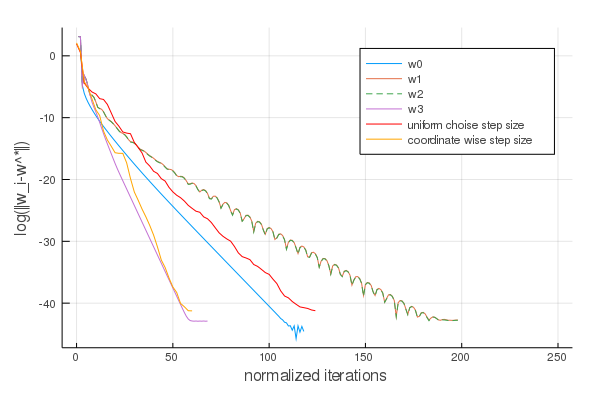 0
-10
-20
-30
-40
log(‖w_i-w^*‖)
w0
w1
w2
w3
uniform choise step size
coordinate wise step size
0
50
100
150
200
250
normalized iterations